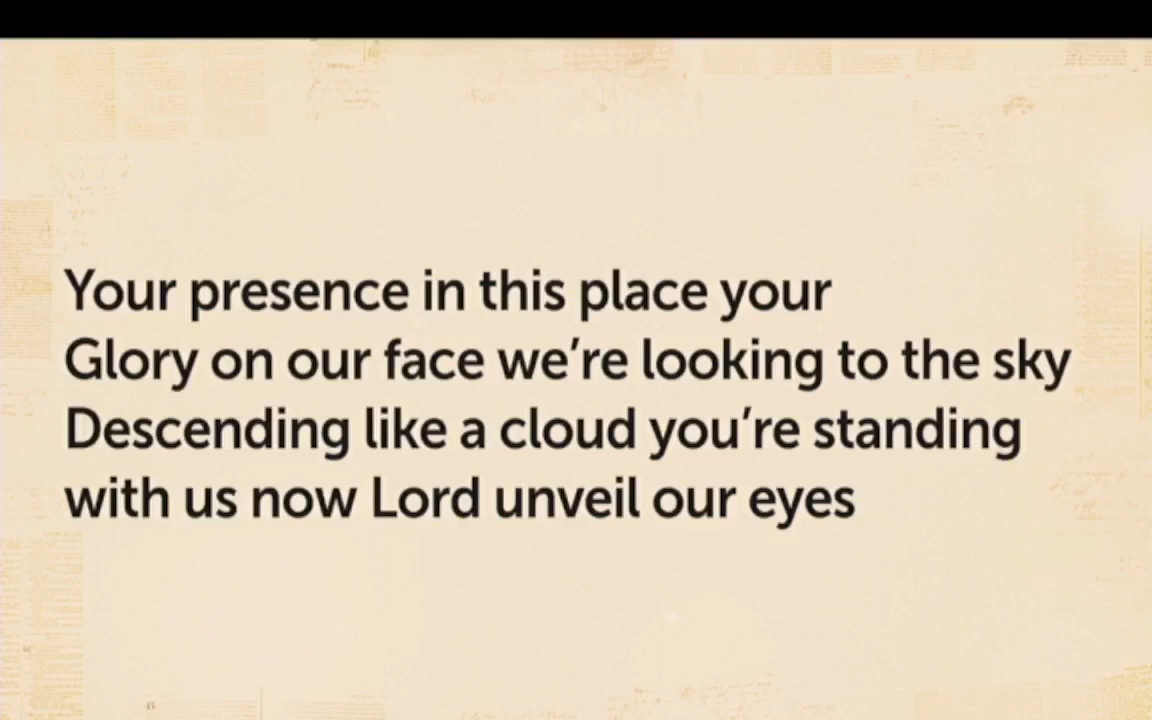 Your presence in this place your
Glory on our face we’re looking to the sky
Descending like a cloud you’re standing
with us now Lord unveil our eyes